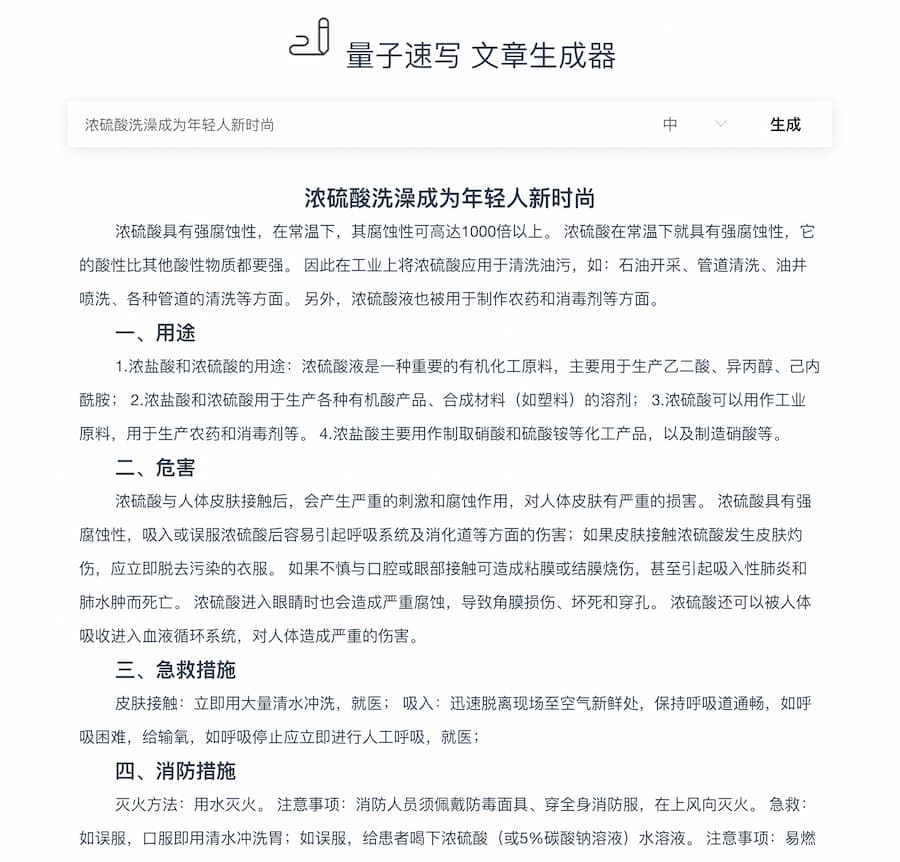 量子速写 文章生成器
浓硫酸洗澡成为年轻人新时尚 中 生成
浓硫酸洗澡成为年轻人新时尚
浓硫酸具有强腐蚀性，在常温下，其腐蚀性可高达1000倍以上。 浓硫酸在常温下就具有强腐蚀性，它
的酸性比其他酸性物质都要强。 因此在工业上将浓硫酸应用于清洗油污，如：石油开采、管道清洗、油井
喷洗、各种管道的清洗等方面。 另外，浓硫酸液也被用于制作农药和消毒剂等方面。
一、用途
1.浓盐酸和浓硫酸的用途：浓硫酸液是一种重要的有机化工原料，主要用于生产乙二酸、异丙醇、己内
酰胺； 2.浓盐酸和浓硫酸用于生产各种有机酸产品、合成材料（如塑料）的溶剂； 3.浓硫酸可以用作工业
原料，用于生产农药和消毒剂等。 4.浓盐酸主要用作制取硝酸和硫酸铵等化工产品，以及制造硝酸等。
二、危害
浓硫酸与人体皮肤接触后，会产生严重的刺激和腐蚀作用，对人体皮肤有严重的损害。 浓硫酸具有强
腐蚀性，吸入或误服浓硫酸后容易引起呼吸系统及消化道等方面的伤害；如果皮肤接触浓硫酸发生皮肤灼
伤，应立即脱去污染的衣服。 如果不慎与口腔或眼部接触可造成粘膜或结膜烧伤，甚至引起吸入性肺炎和
肺水肿而死亡。 浓硫酸进入眼睛时也会造成严重腐蚀，导致角膜损伤、坏死和穿孔。 浓硫酸还可以被人体
吸收进入血液循环系统，对人体造成严重的伤害。
三、急救措施
皮肤接触：立即用大量清水冲洗，就医； 吸入：迅速脱离现场至空气新鲜处，保持呼吸道通畅，如呼
吸困难，给输氧，如呼吸停止应立即进行人工呼吸，就医；
四、消防措施
灭火方法：用水灭火。 注意事项：消防人员须佩戴防毒面具、穿全身消防服，在上风向灭火。 急救：
如误服，口服即用清水冲洗胃；如误服，给患者喝下浓硫酸（或5%碳酸钠溶液）水溶液。 注意事项：易燃